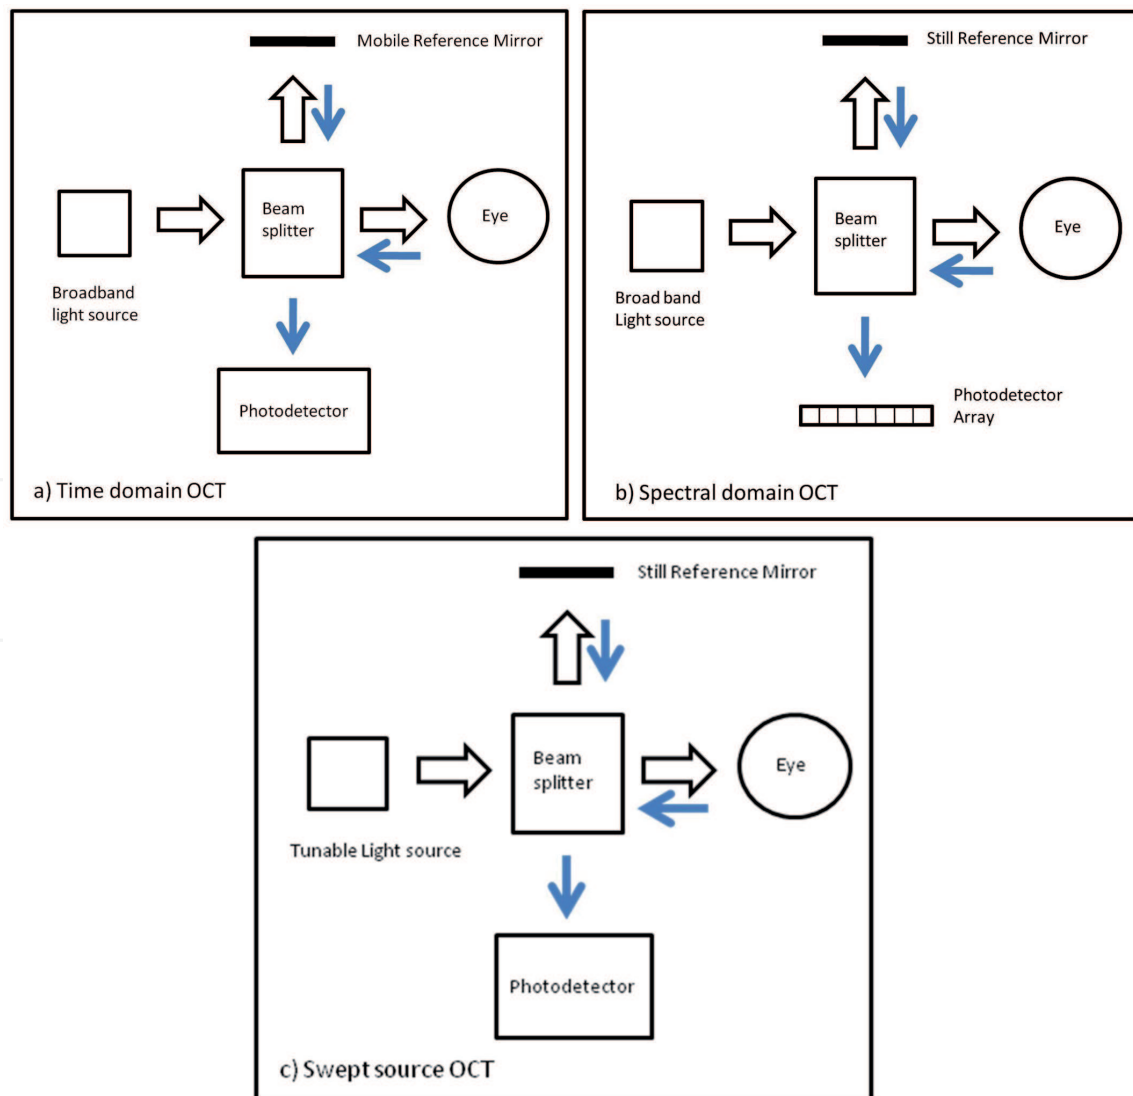 Mobile Reference Mirror
Beam
splitter
Eye
Broadband
light source
Photodetector
a) Time domain OCT
Still Reference Mirror
Beam
splitter
Eye
Broad band
Light source
Photodetector
Array
b) Spectral domain OCT
Still Reference Mirror
Beam
splitter
Eye
Tunable Light source
Photodetector
c) Swept source OCT